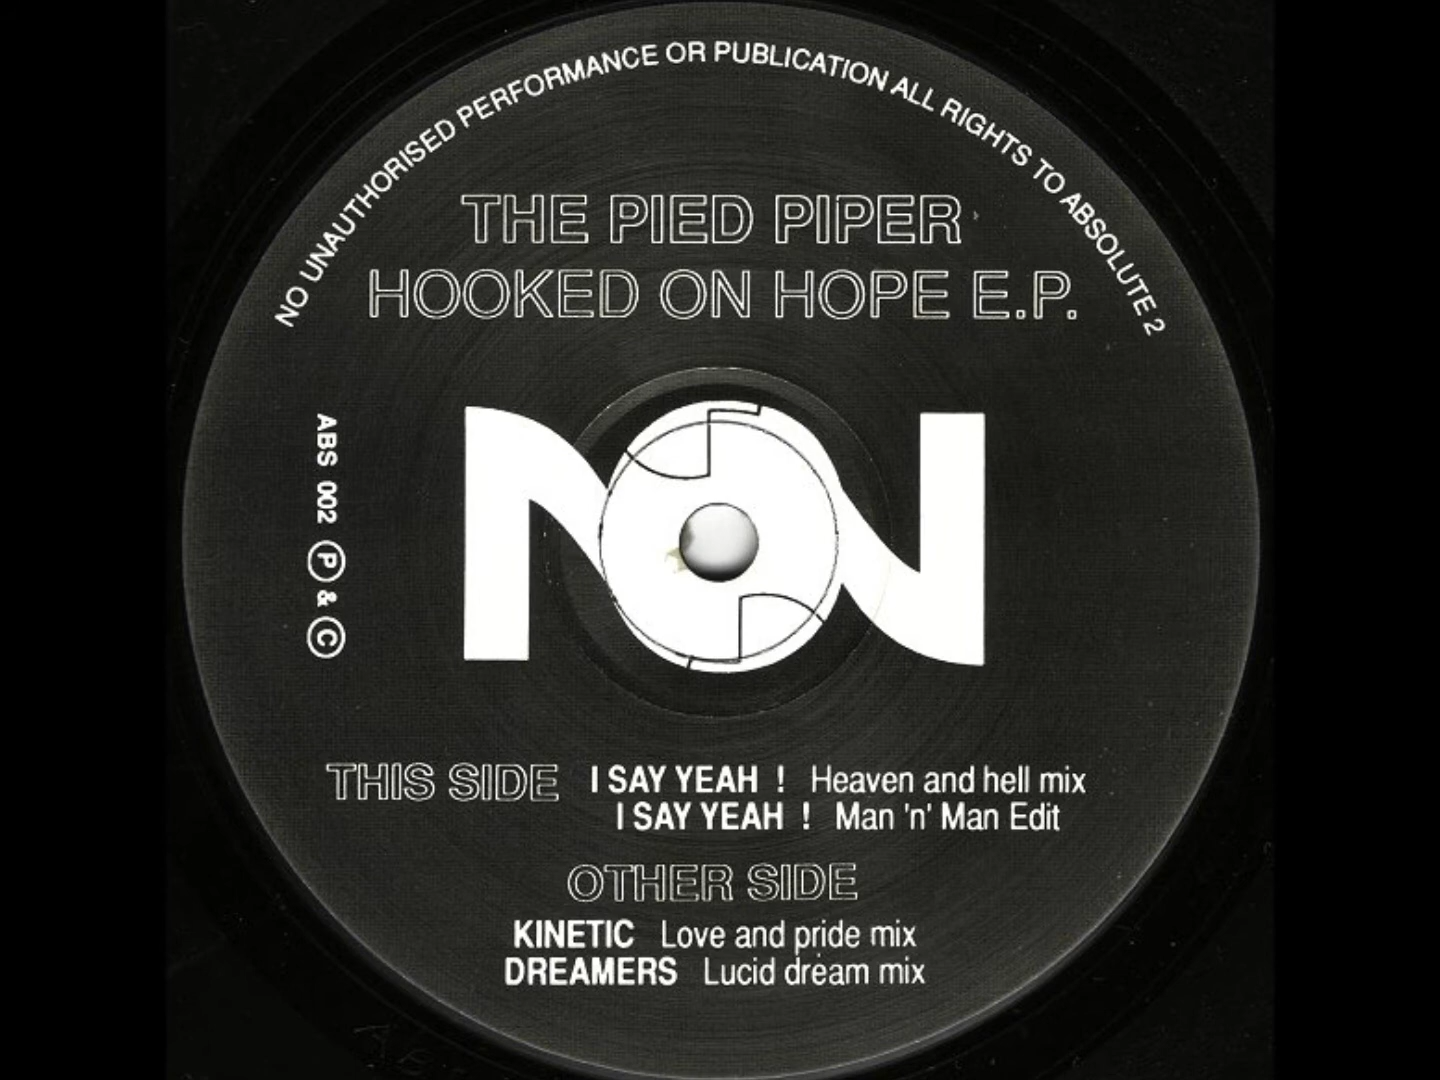 NO UNAUTHORISED PERFORMANCE OR PUBLICATION ALL RIGHTS TO ABSOLUTE 2
THE PIED PIPER
HOOKED ON HOPE E.P.
ABS 002 Ⓟ & Ⓒ
THIS SIDE I SAY YEAH ! Heaven and hell mix
I SAY YEAH ! Man 'n' Man Edit
OTHER SIDE
KINETIC Love and pride mix
DREAMERS Lucid dream mix